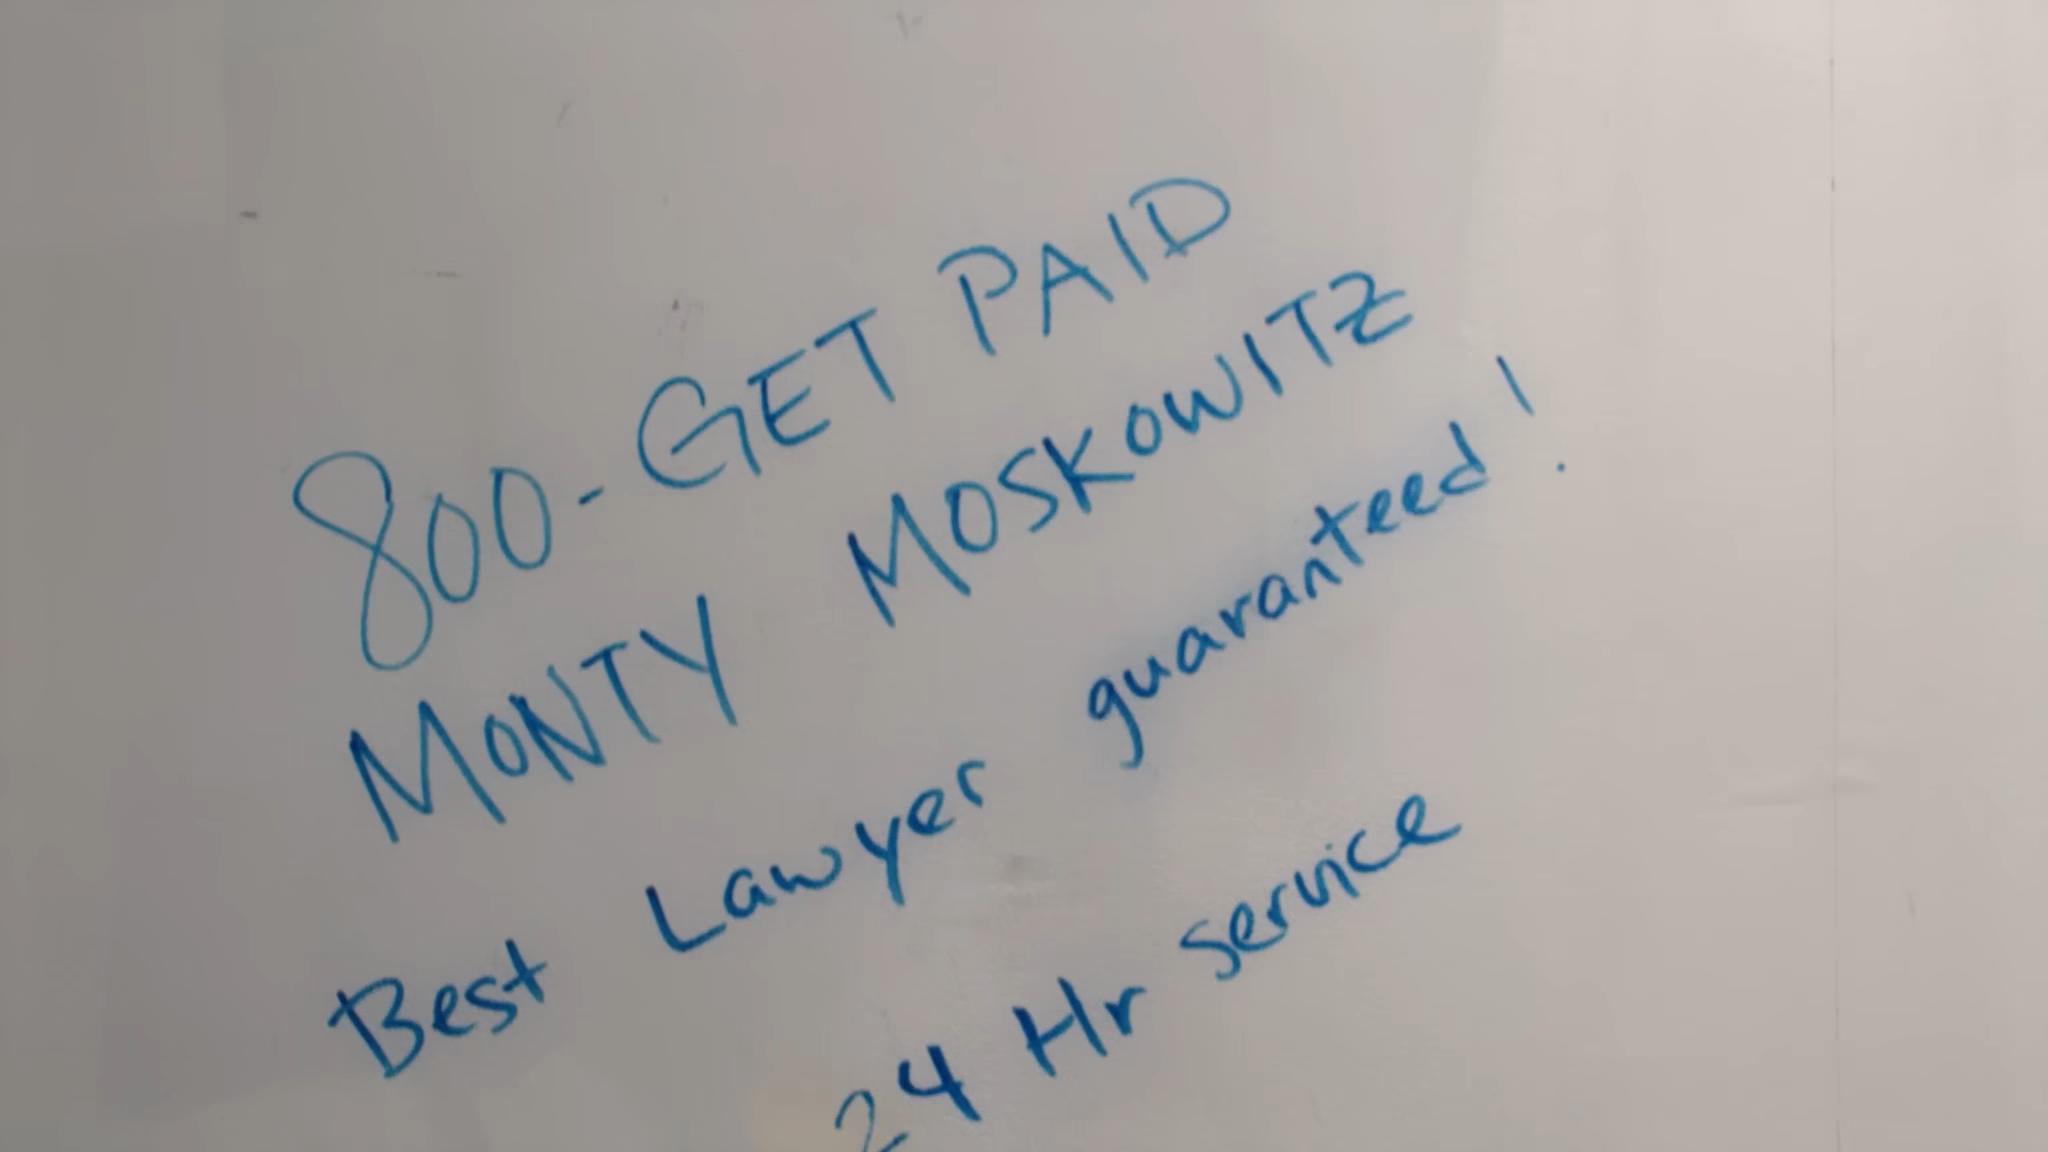 800-GET PAID
MONTY MOSKOWITZ
Best Lawyer guaranteed!
24 Hr service